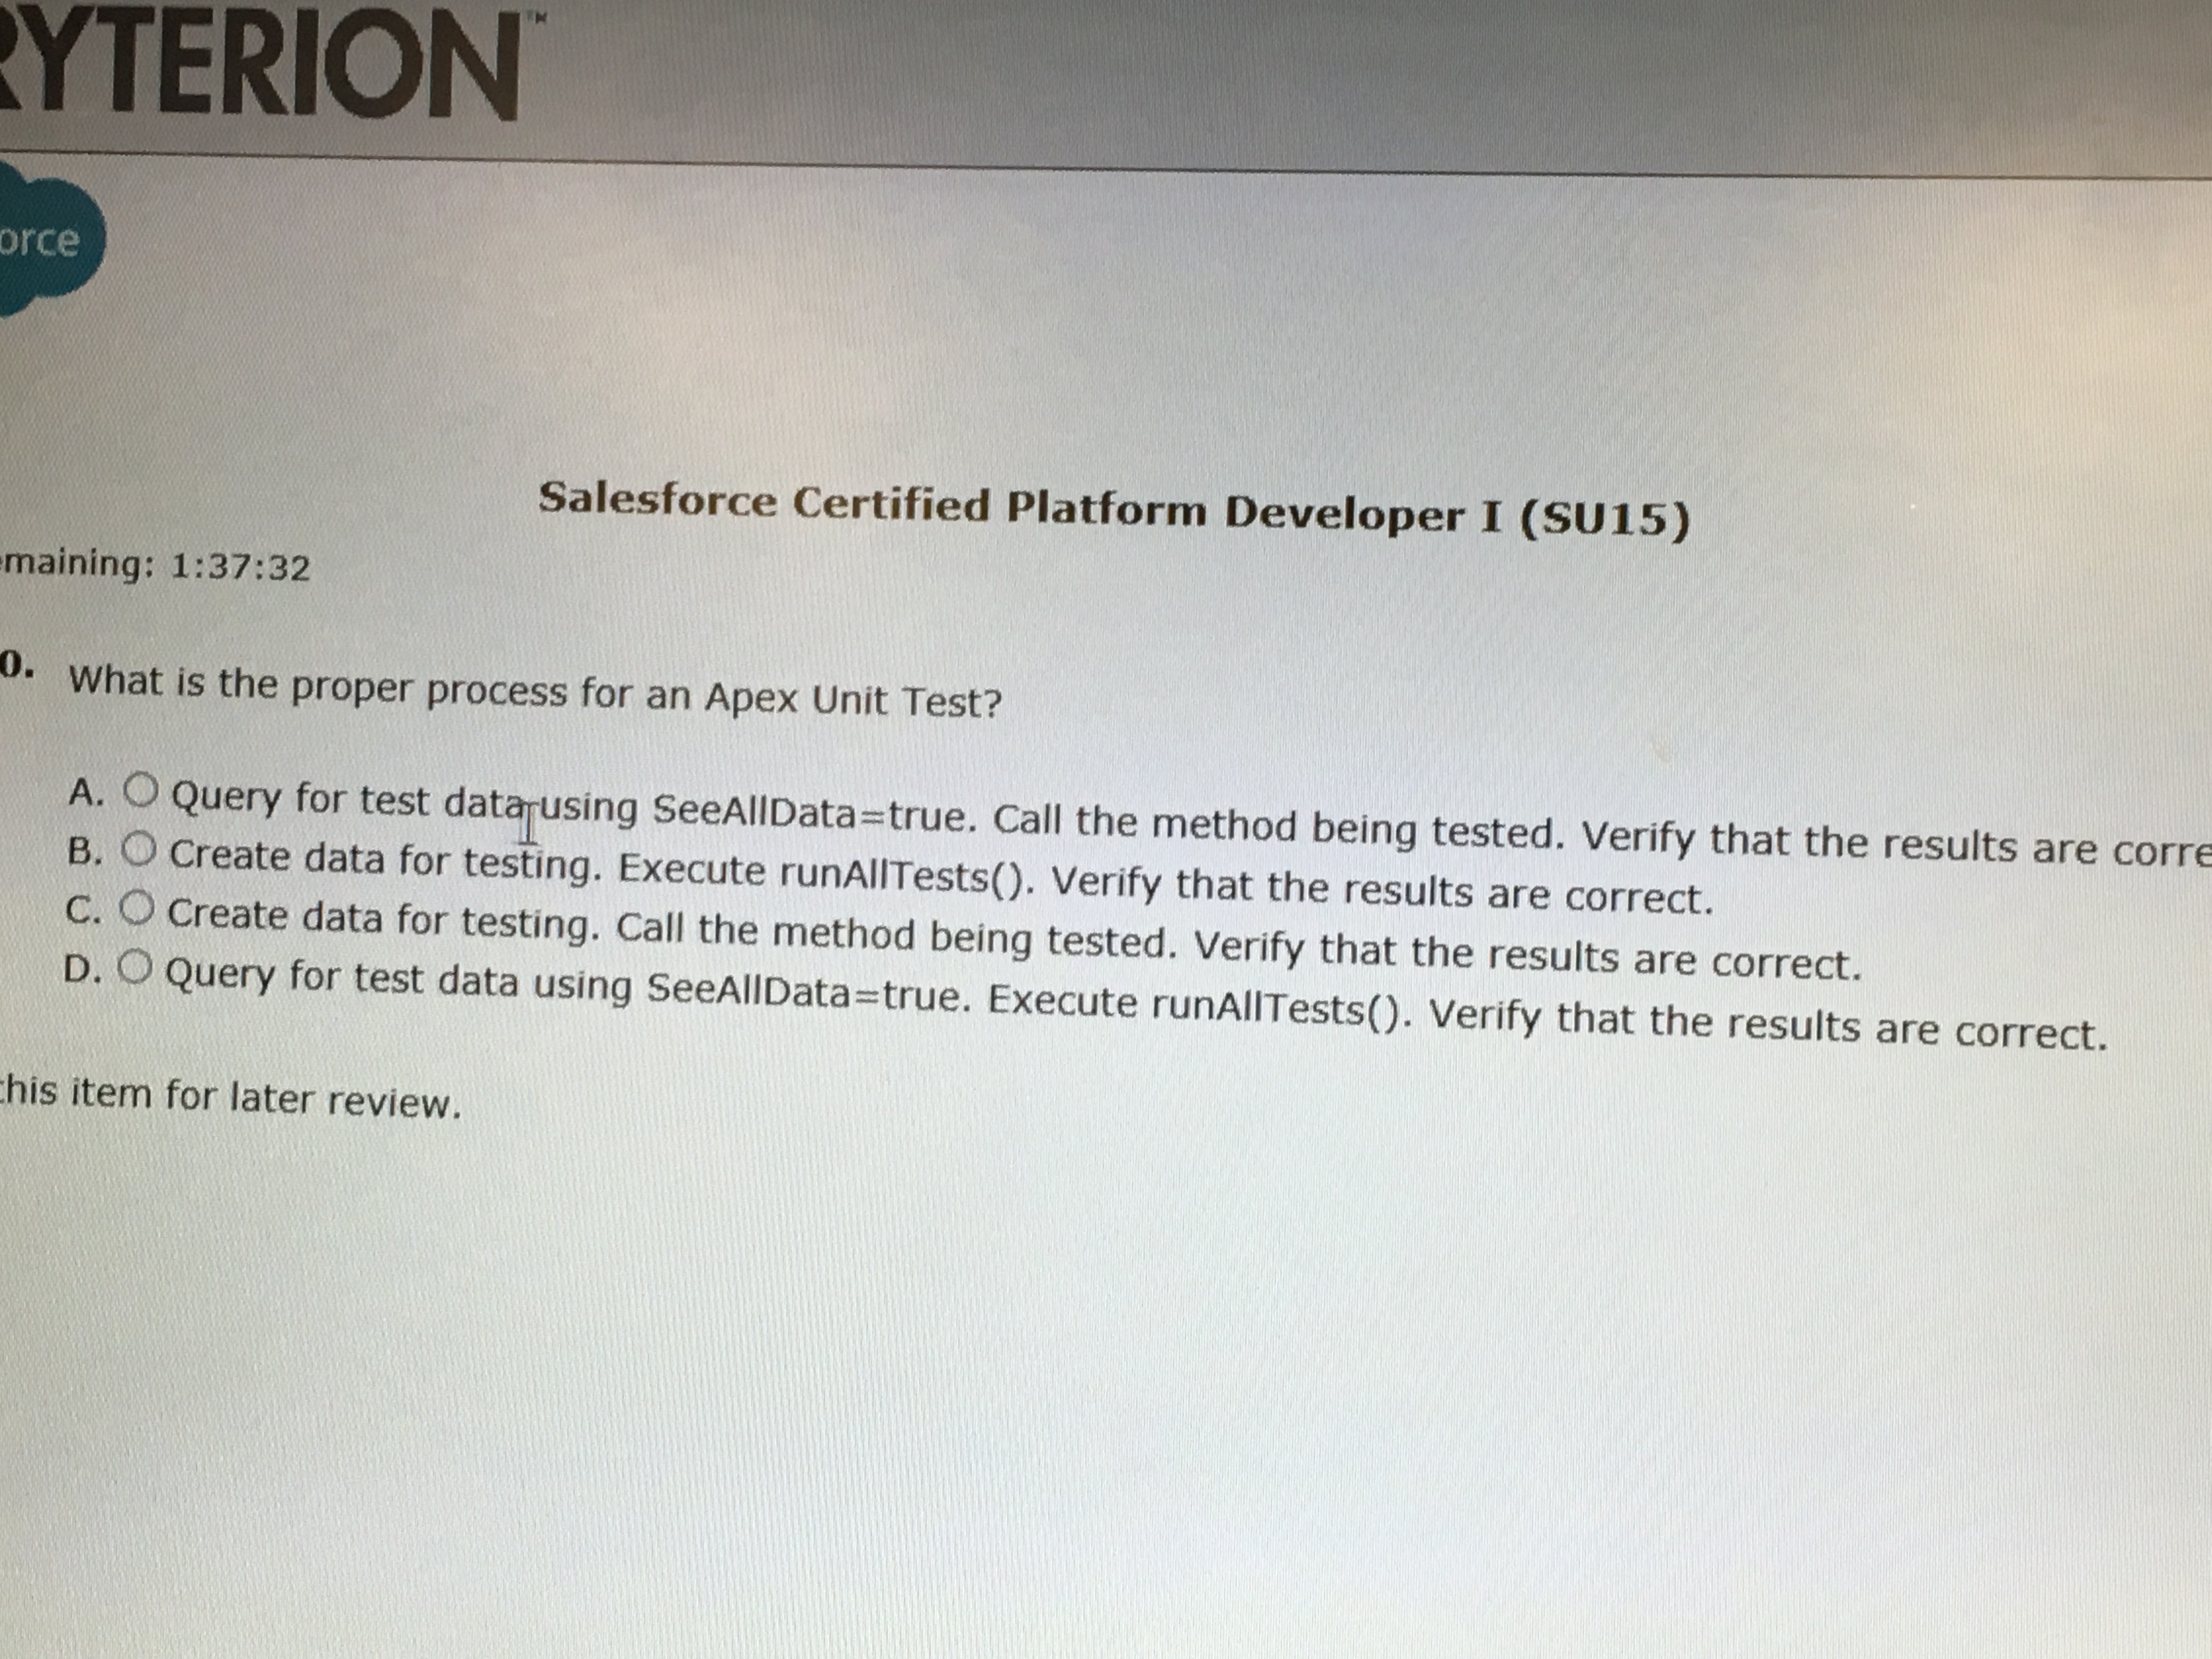 RYTERION™
orce
Salesforce Certified Platform Developer I (SU15)
maining: 1:37:32
0. What is the proper process for an Apex Unit Test?
A. Query for test data using SeeAllData=true. Call the method being tested. Verify that the results are corre
B. Create data for testing. Execute runAllTests(). Verify that the results are correct.
C. Create data for testing. Call the method being tested. Verify that the results are correct.
D. Query for test data using SeeAllData=true. Execute runAllTests(). Verify that the results are correct.
this item for later review.